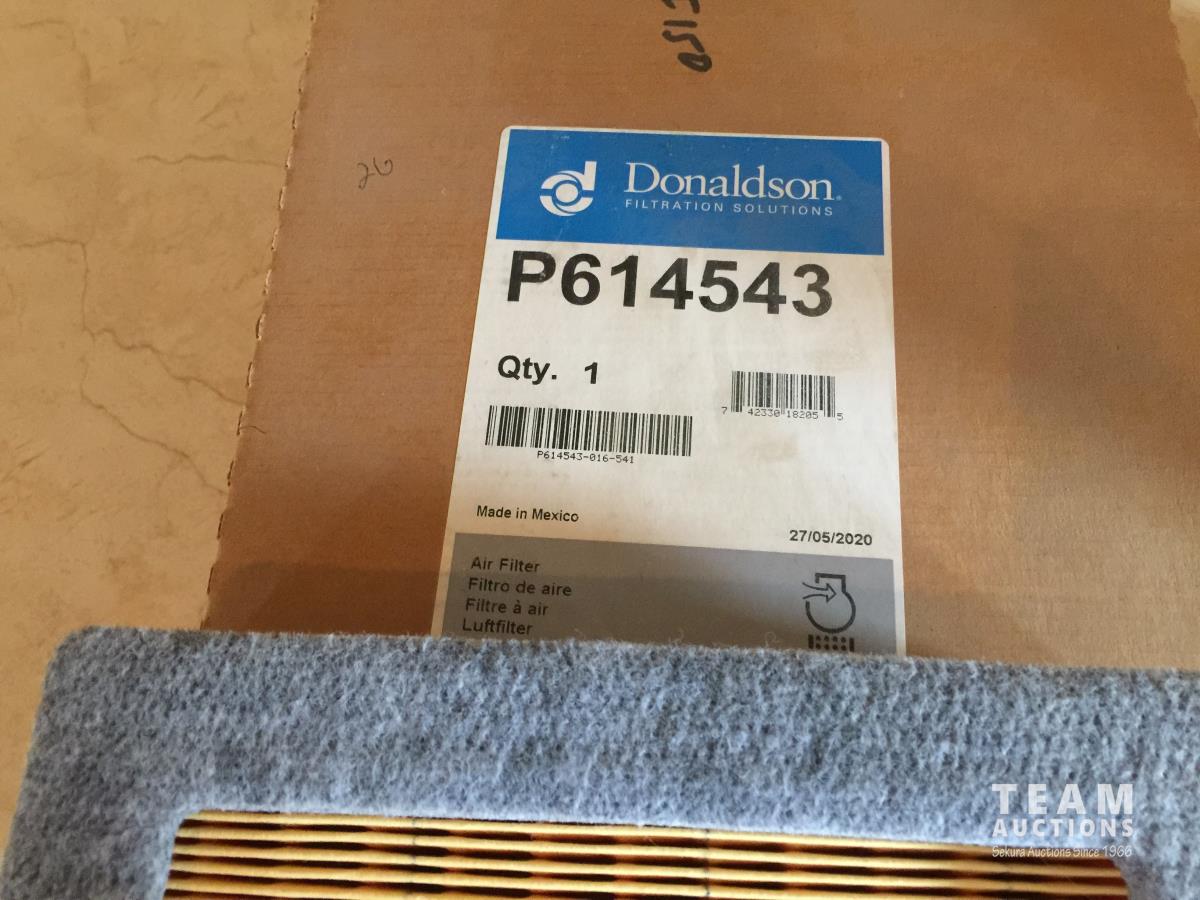 20
Donaldson®
FILTRATION SOLUTIONS
P614543
Qty. 1
7 42330 18205 5
P614543-016-541
Made in Mexico
27/05/2020
Air Filter
Filtro de aire
Filtre à air
Luftfilter
TEAM
AUCTIONS
Sekura Auctions Since 1966